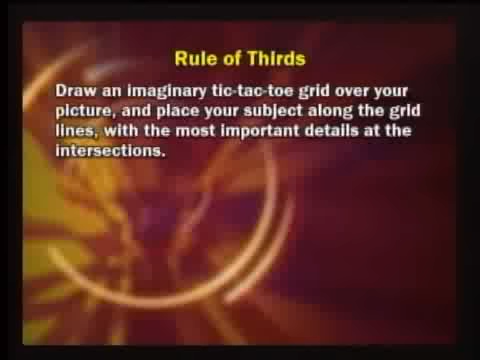 Rule of Thirds
Draw an imaginary tic-tac-toe grid over your
picture, and place your subject along the grid
lines, with the most important details at the
intersections.